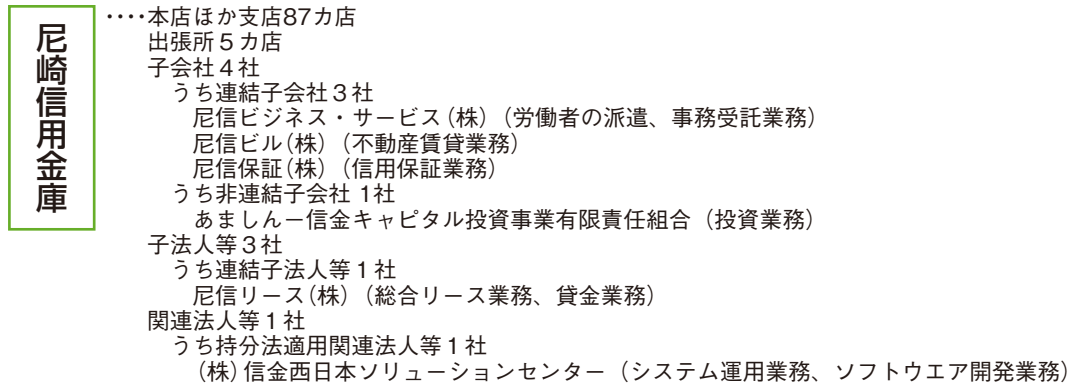 尼崎信用金庫
‥‥本店ほか支店87カ店
出張所５カ店
子会社４社
うち連結子会社３社
尼信ビジネス・サービス(株)（労働者の派遣、事務受託業務）
尼信ビル(株)（不動産賃貸業務）
尼信保証(株)（信用保証業務）
うち非連結子会社 1社
あましんー信金キャピタル投資事業有限責任組合（投資業務）
子法人等３社
うち連結子法人等１社
尼信リース(株)（総合リース業務、貸金業務）
関連法人等１社
うち持分法適用関連法人等１社
(株)信金西日本ソリューションセンター（システム運用業務、ソフトウエア開発業務）